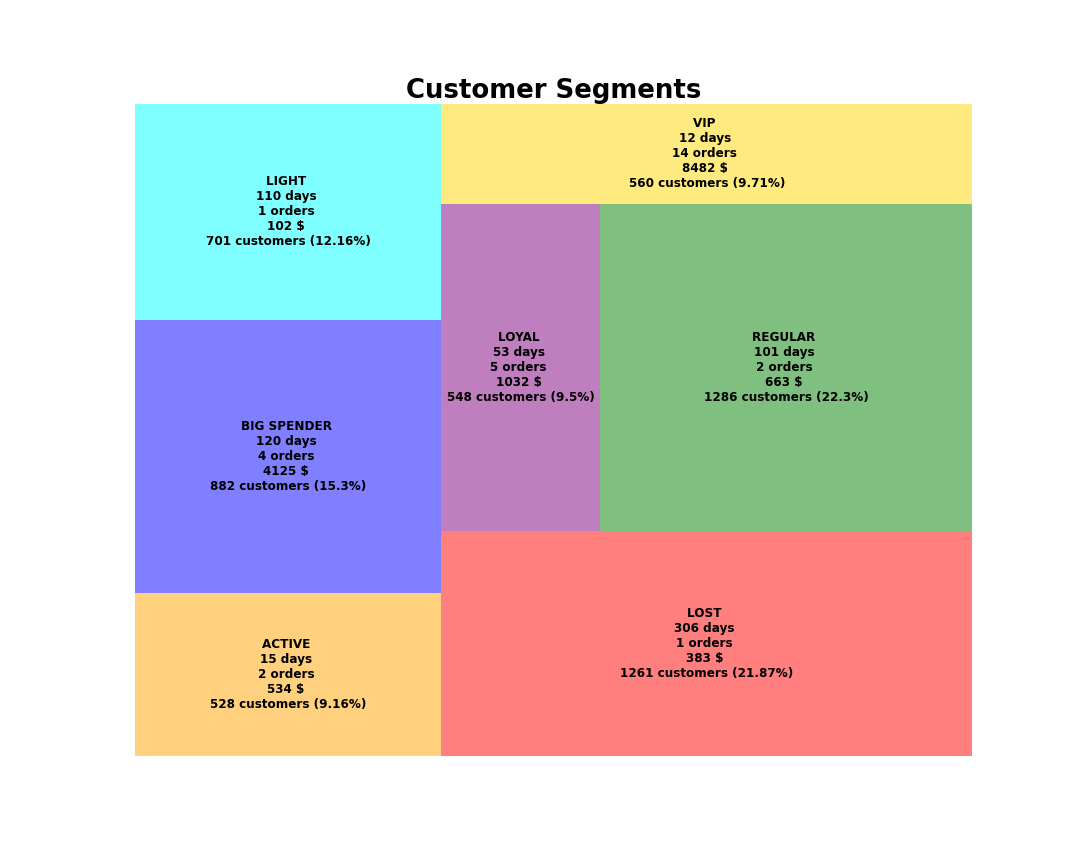 Customer Segments
LIGHT
110 days
1 orders
102 $
701 customers (12.16%)
BIG SPENDER
120 days
4 orders
4125 $
882 customers (15.3%)
ACTIVE
15 days
2 orders
534 $
528 customers (9.16%)
VIP
12 days
14 orders
8482 $
560 customers (9.71%)
LOYAL
53 days
5 orders
1032 $
548 customers (9.5%)
REGULAR
101 days
2 orders
663 $
1286 customers (22.3%)
LOST
306 days
1 orders
383 $
1261 customers (21.87%)